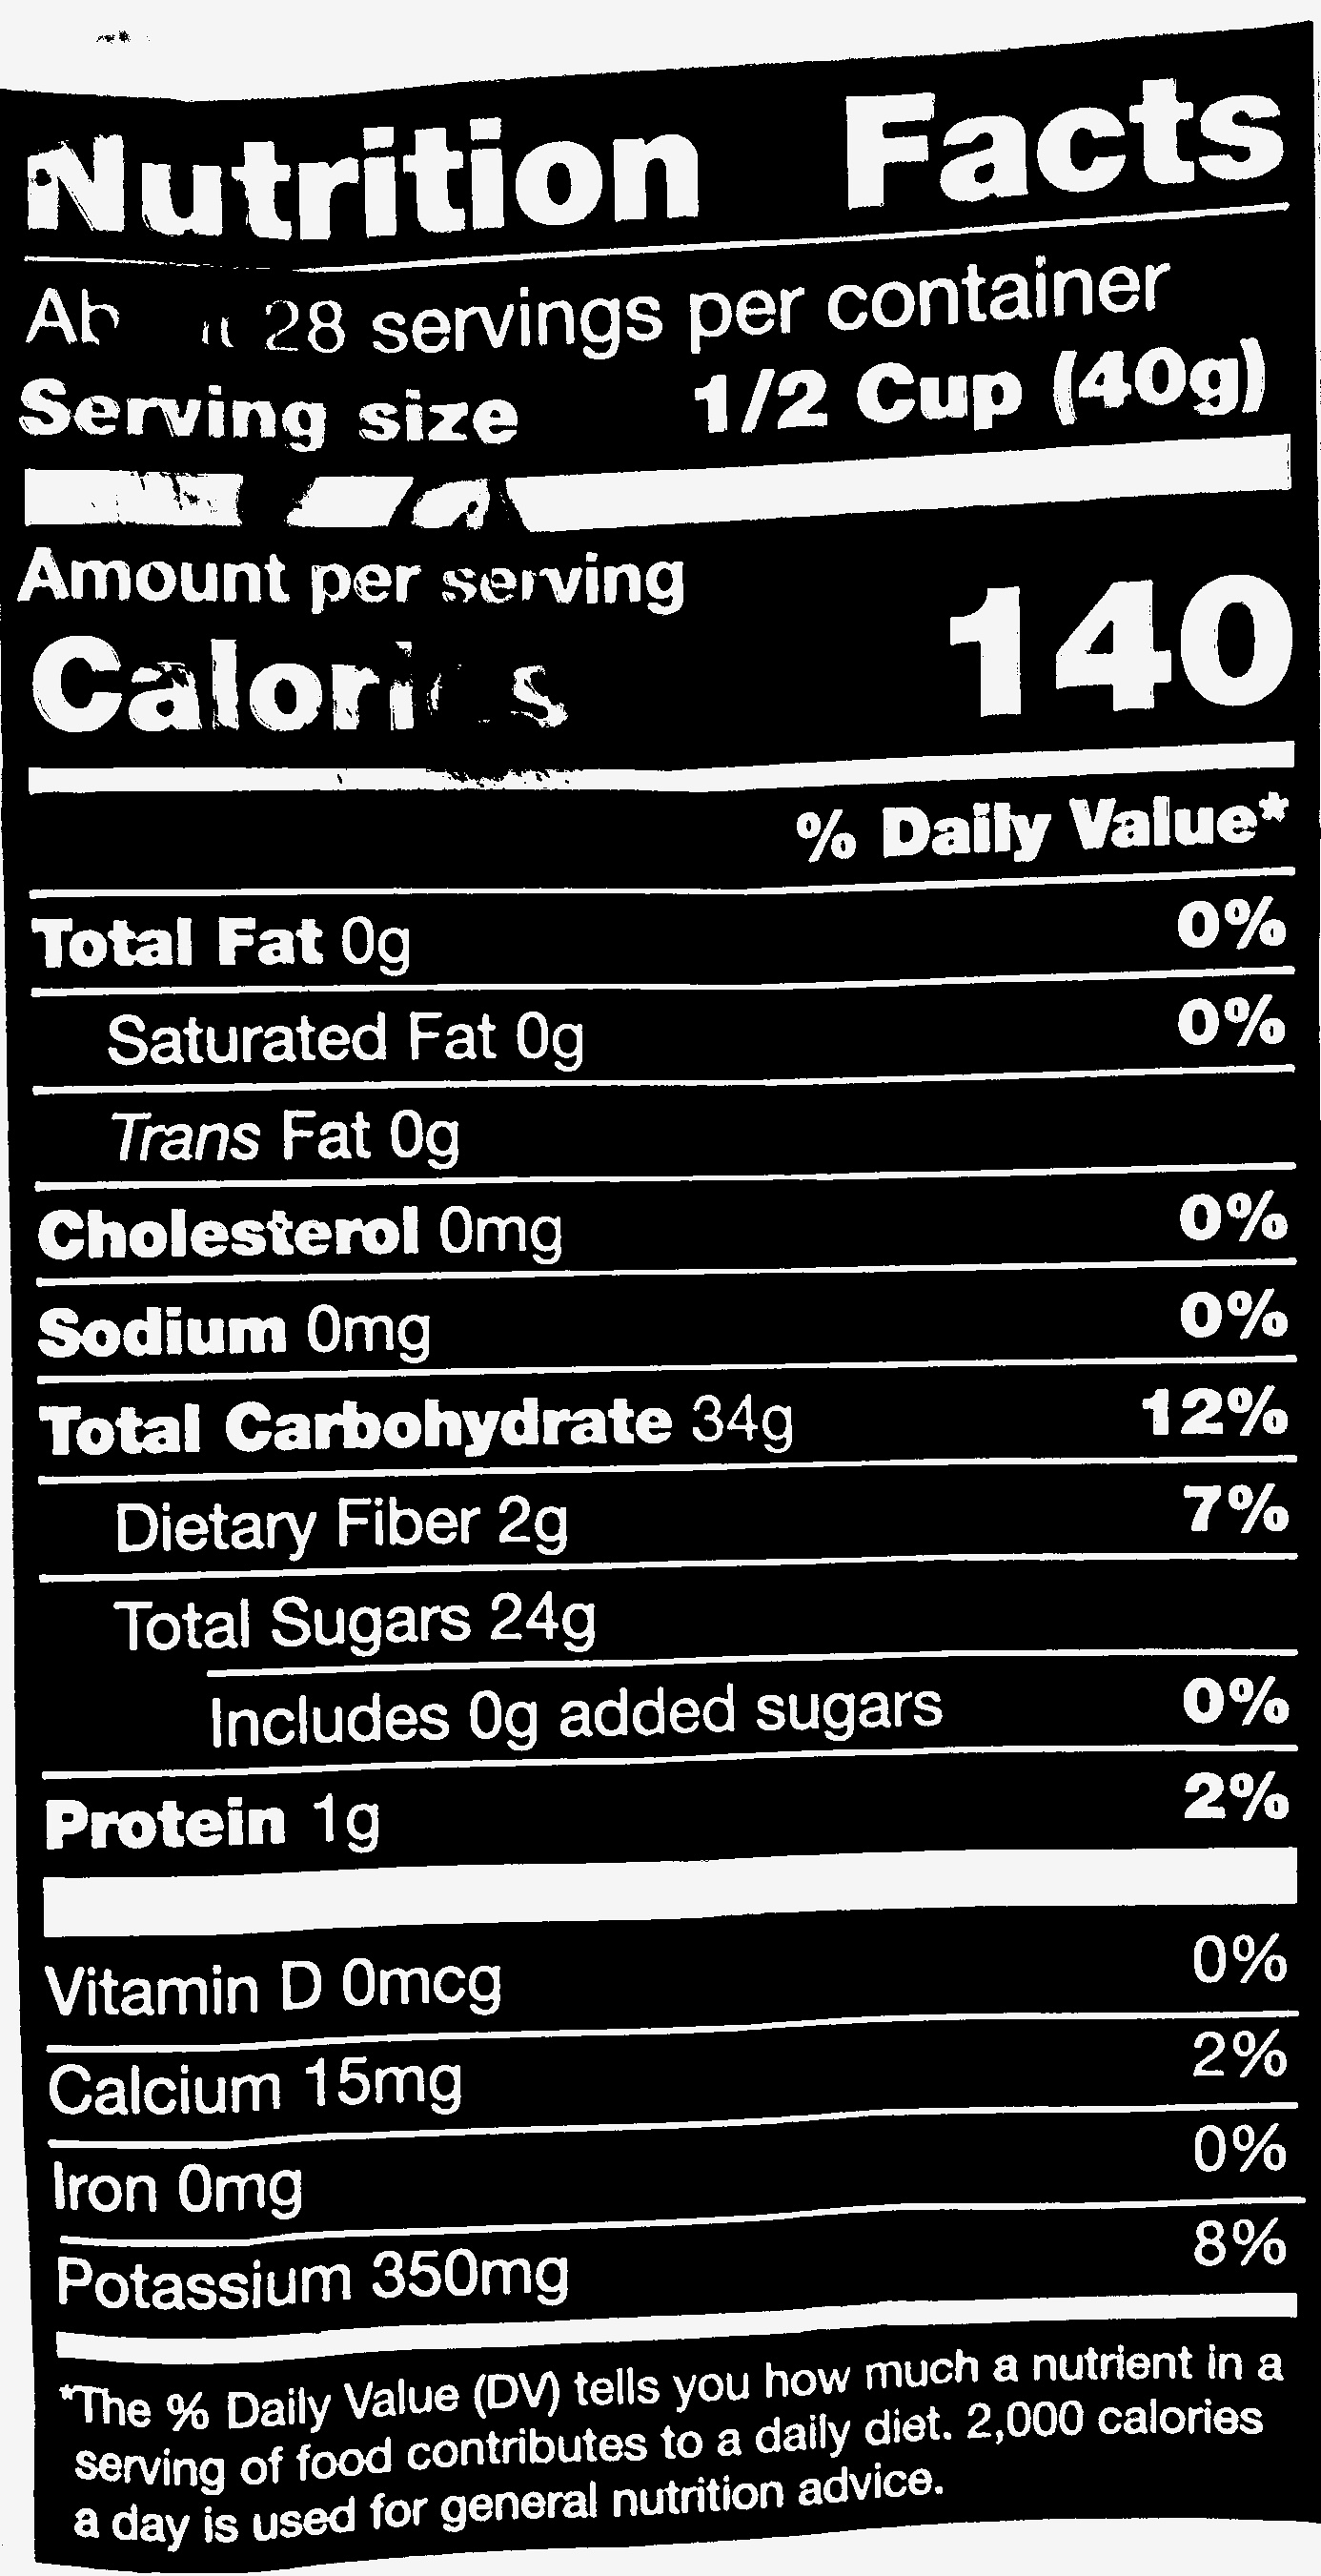 Nutrition Facts
28 servings per container
Serving size 1/2 Cup (40g)
Amount per serving
Calories 140
% Daily Value*
Total Fat 0g 0%
Saturated Fat 0g 0%
Trans Fat 0g
Cholesterol 0mg 0%
Sodium 0mg 0%
Total Carbohydrate 34g 12%
Dietary Fiber 2g 7%
Total Sugars 24g
Includes 0g added sugars 0%
Protein 1g 2%
Vitamin D 0mcg 0%
Calcium 15mg 2%
Iron 0mg 0%
Potassium 350mg 8%
*The % Daily Value (DV) tells you how much a nutrient in a
serving of food contributes to a daily diet. 2,000 calories
a day is used for general nutrition advice.